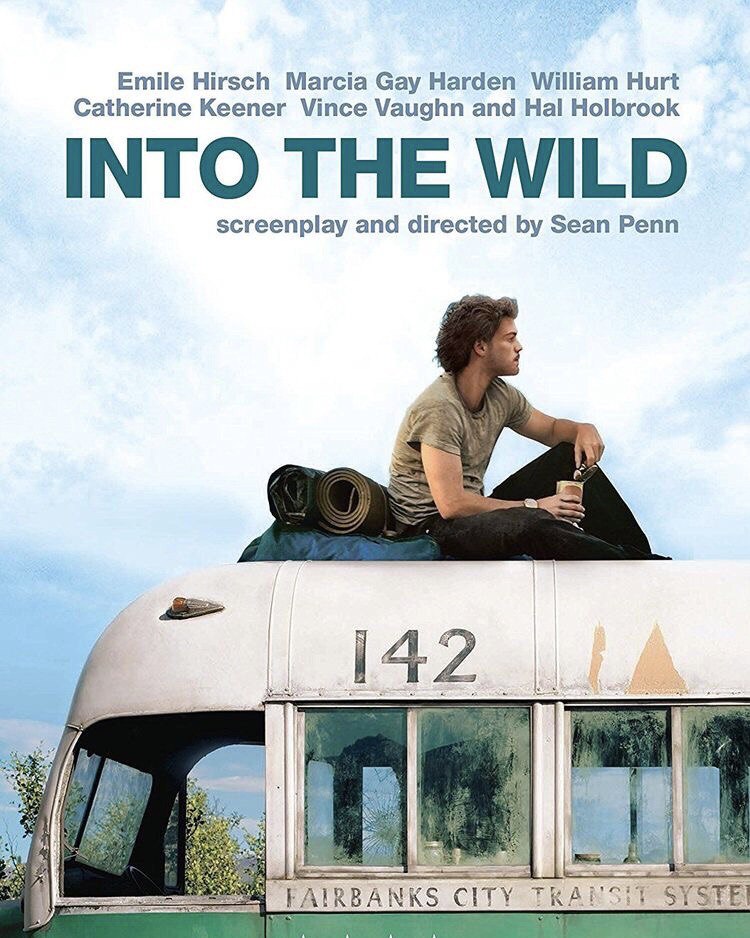 Emile Hirsch Marcia Gay Harden William Hurt
Catherine Keener Vince Vaughn and Hal Holbrook
INTO THE WILD
screenplay and directed by Sean Penn
142
FAIRBANKS CITY TRANSIT SYSTE